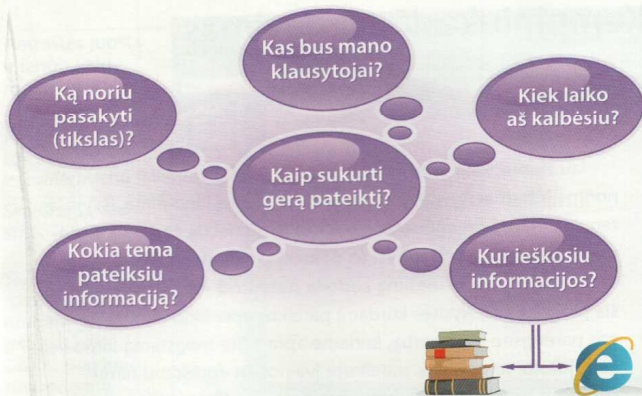 Kas bus mano
klausytojai?
Ką noriu
pasakyti
(tikslas)?
Kiek laiko
aš kalbėsiu?
Kaip sukurti
gerą pateiktį?
Kokia tema
pateiksiu
informaciją?
Kur ieškosiu
informacijos?